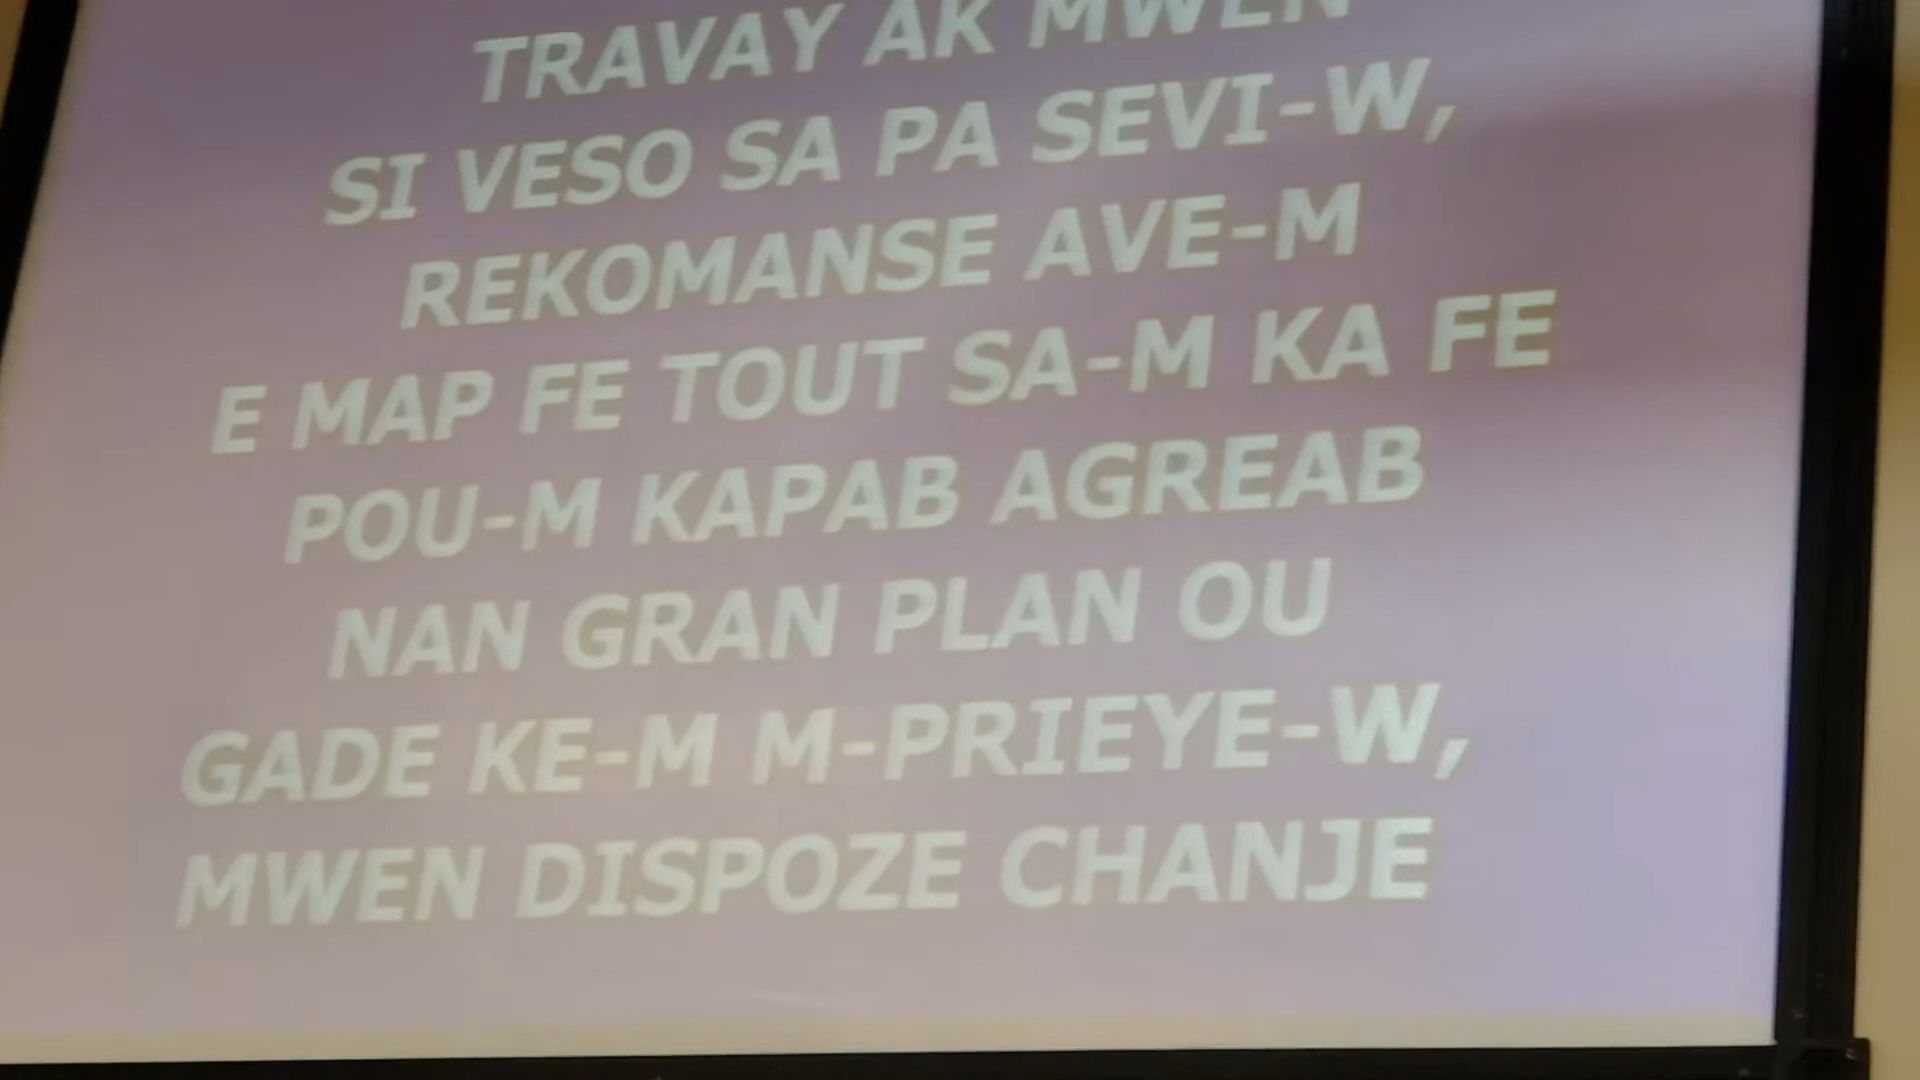 TRAVAY AK MWEN
SI VESO SA PA SEVI-W,
REKOMANSE AVE-M
E MAP FE TOUT SA-M KA FE
POU-M KAPAB AGREAB
NAN GRAN PLAN OU
GADE KE-M M-PRIEYE-W,
MWEN DISPOZE CHANJE